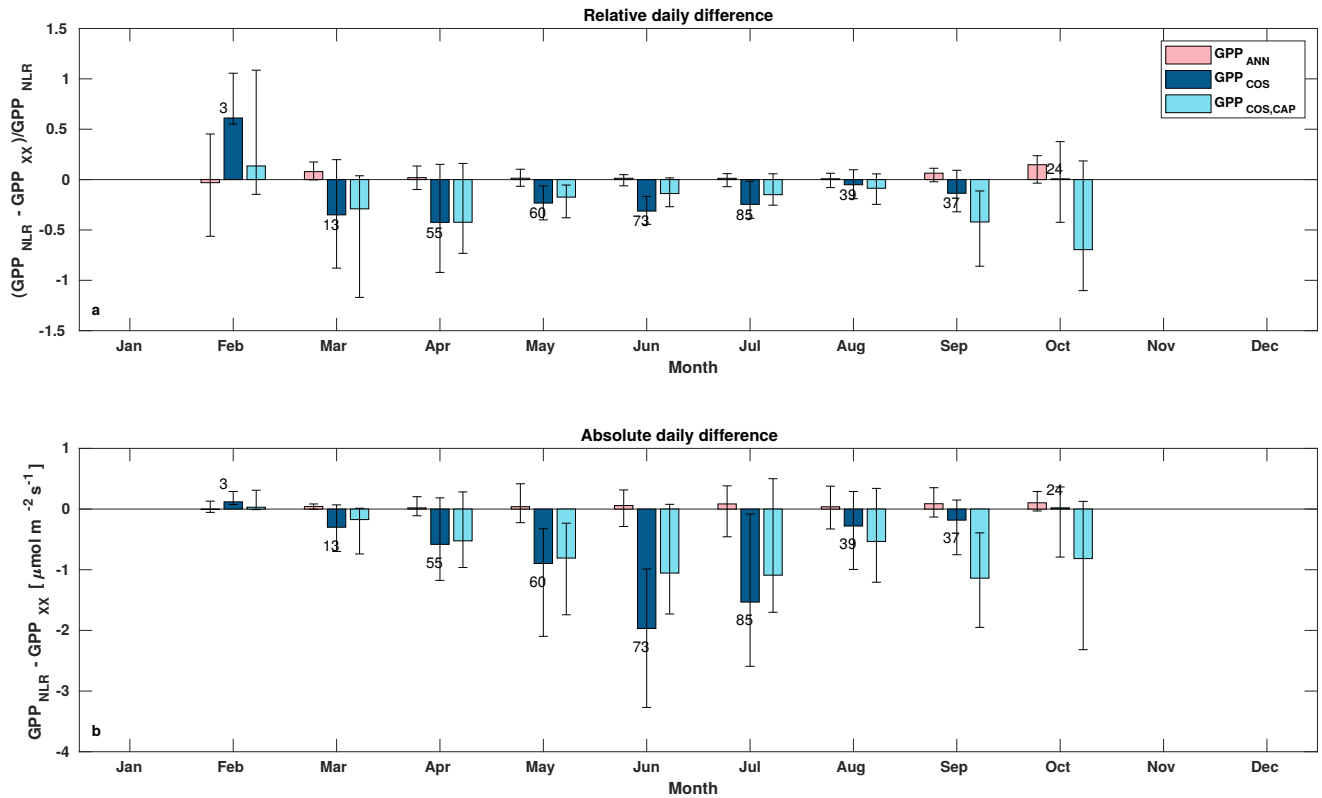 Relative daily difference
(GPP NLR - GPP XX)/GPP NLR
1.5
1
0.5
0
-0.5
-1
-1.5
GPP ANN
GPP COS
GPP COS,CAP
3
13
55
60
73
85
39
37
24
a
Jan Feb Mar Apr May Jun Jul Aug Sep Oct Nov Dec
Month
Absolute daily difference
GPP NLR - GPP XX [ μmol m -2 s-1 ]
1
0
-1
-2
-3
-4
3
13
55
60
73
85
39
37
24
b
Jan Feb Mar Apr May Jun Jul Aug Sep Oct Nov Dec
Month